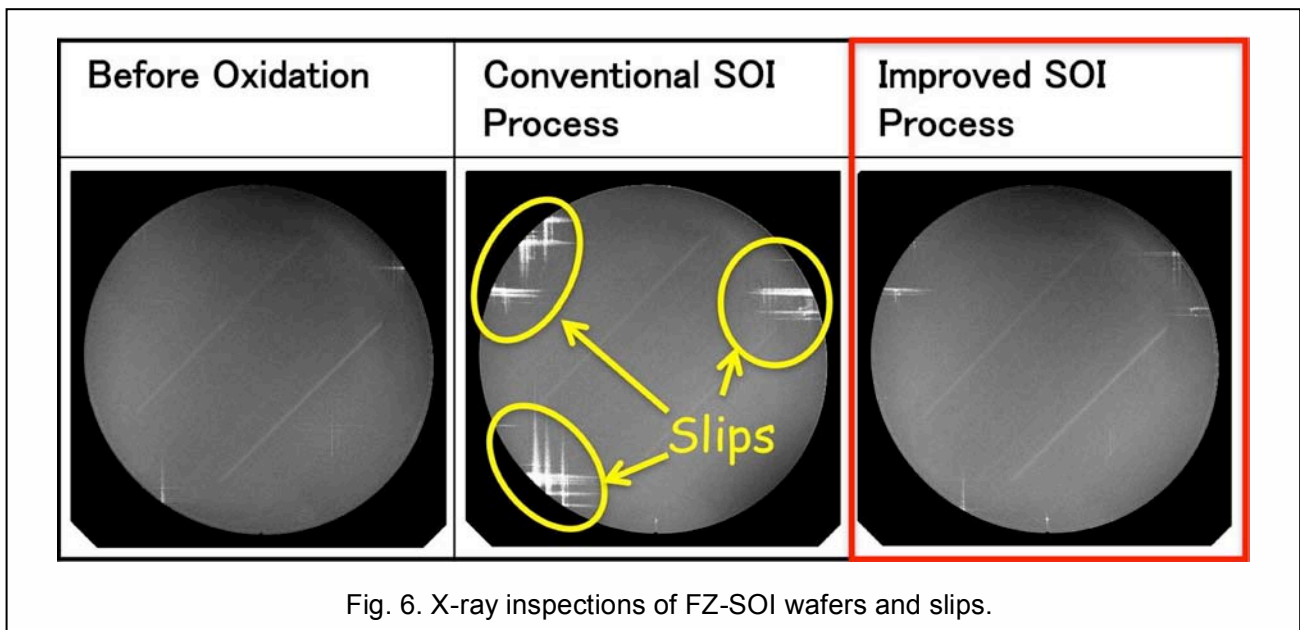 Before Oxidation
Conventional SOI
Process
Improved SOI
Process
Slips
Fig. 6. X-ray inspections of FZ-SOI wafers and slips.